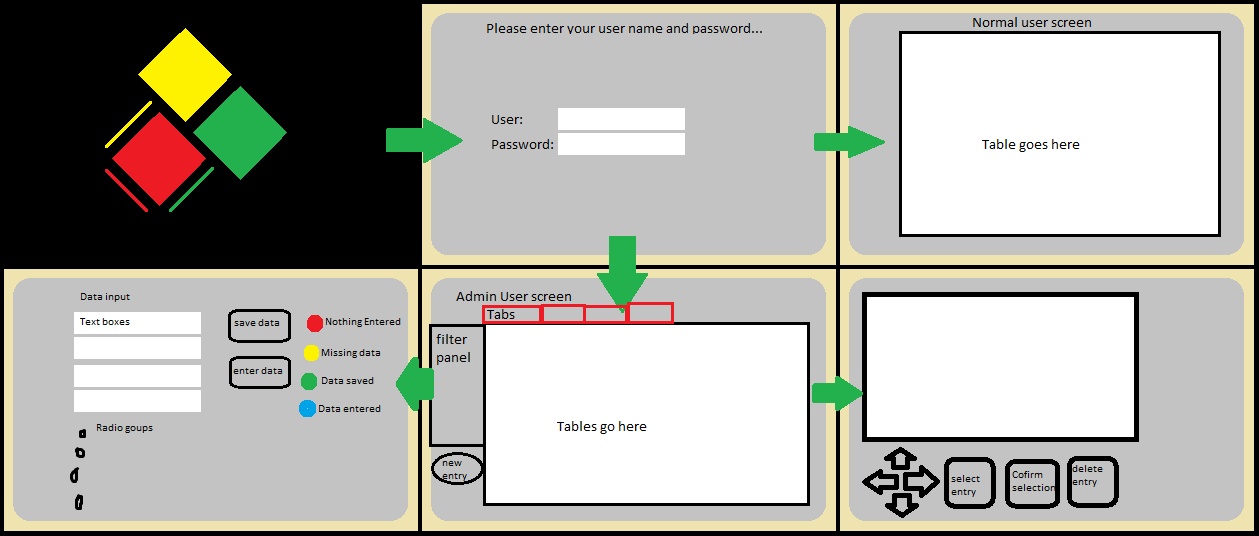 Please enter your user name and password...
User:
Password:
Normal user screen
Table goes here
Data input
Text boxes
save data
enter data
Nothing Entered
Missing data
Data saved
Data entered
Radio goups
Admin User screen
Tabs
filter
panel
Tables go here
new
entry
select
entry
Cofirm
selection
delete
entry